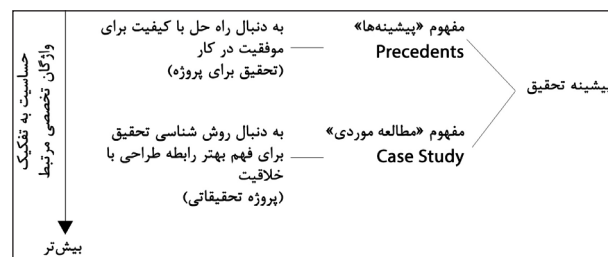 پیشینه تحقیق
مفهوم «پیشینه‌ها»
Precedents
به دنبال راه حل با کیفیت برای
موفقیت در کار
(تحقیق برای پروژه)
مفهوم «مطالعه موردی»
Case Study
به دنبال روش شناسی تحقیق
برای فهم بهتر رابطه طراحی با
خلاقیت
(پروژه تحقیقاتی)
حساسیت به تفکیک
واژگان تخصصی مرتبط
بیش‌تر